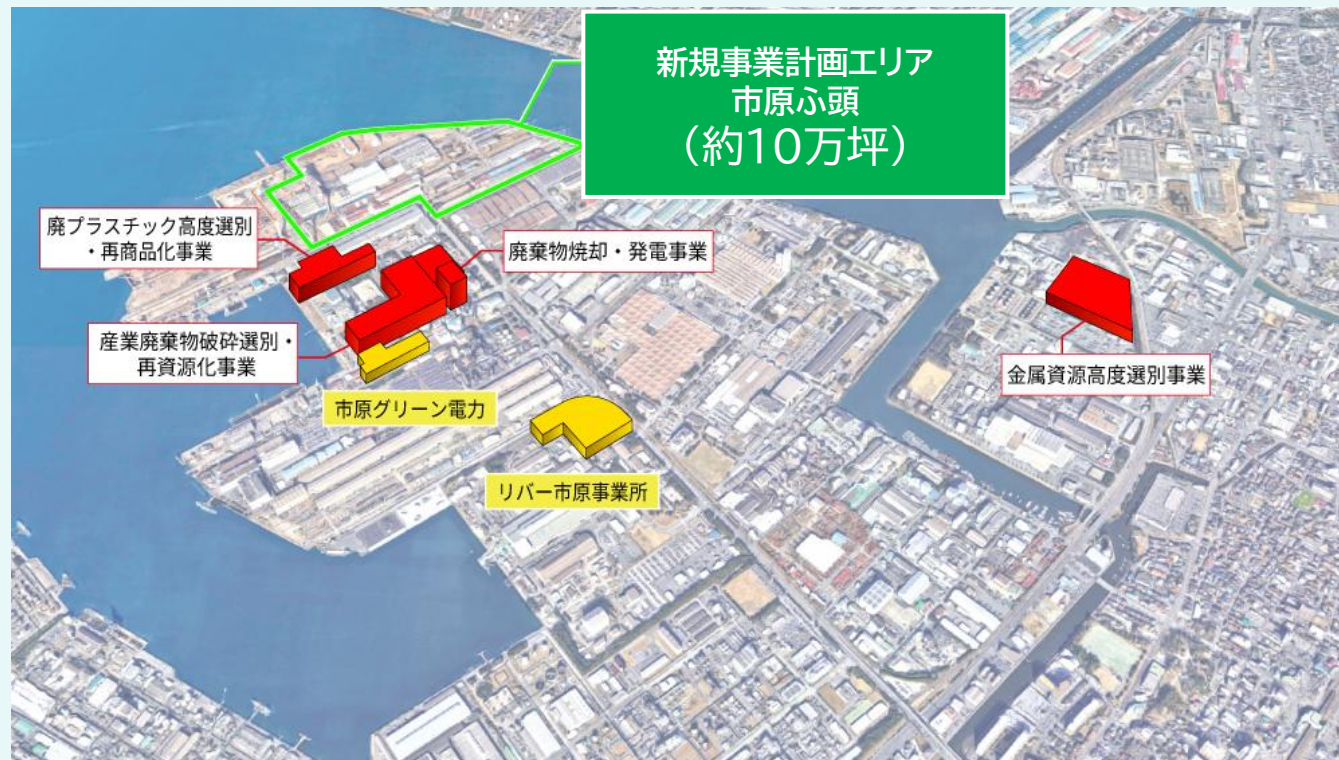 新規事業計画エリア
市原ふ頭
（約10万坪）
廃プラスチック高度選別
・再商品化事業
廃棄物焼却・発電事業
産業廃棄物破砕選別・
再資源化事業
金属資源高度選別事業
市原グリーン電力
リバー市原事業所